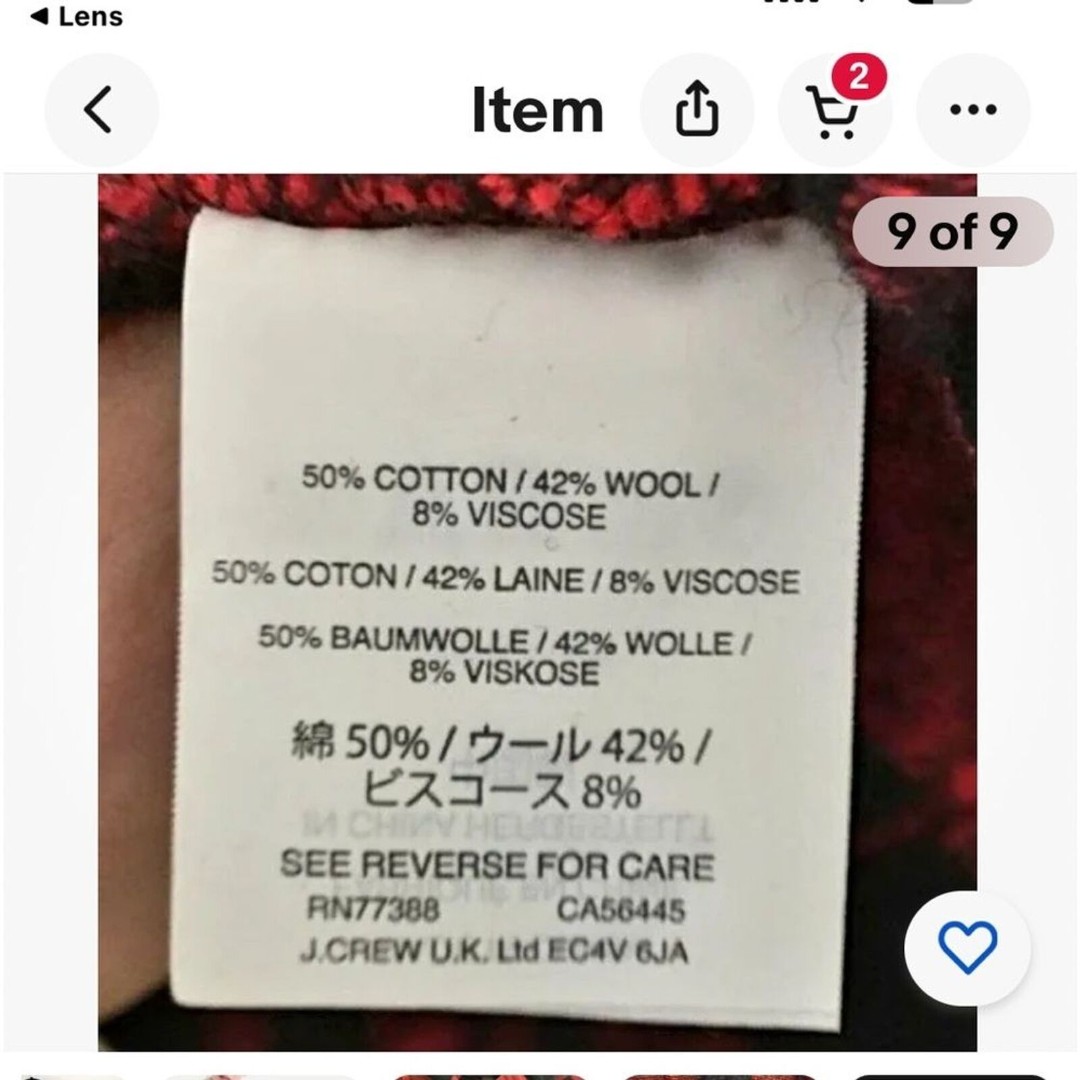 ◀ Lens
Item
2
9 of 9
50% COTTON / 42% WOOL /
8% VISCOSE
50% COTON / 42% LAINE / 8% VISCOSE
50% BAUMWOLLE / 42% WOLLE /
8% VISKOSE
綿 50% / ウール 42% /
ビスコース 8%
SEE REVERSE FOR CARE
RN77388 CA56445
J.CREW U.K. Ltd EC4V 6JA